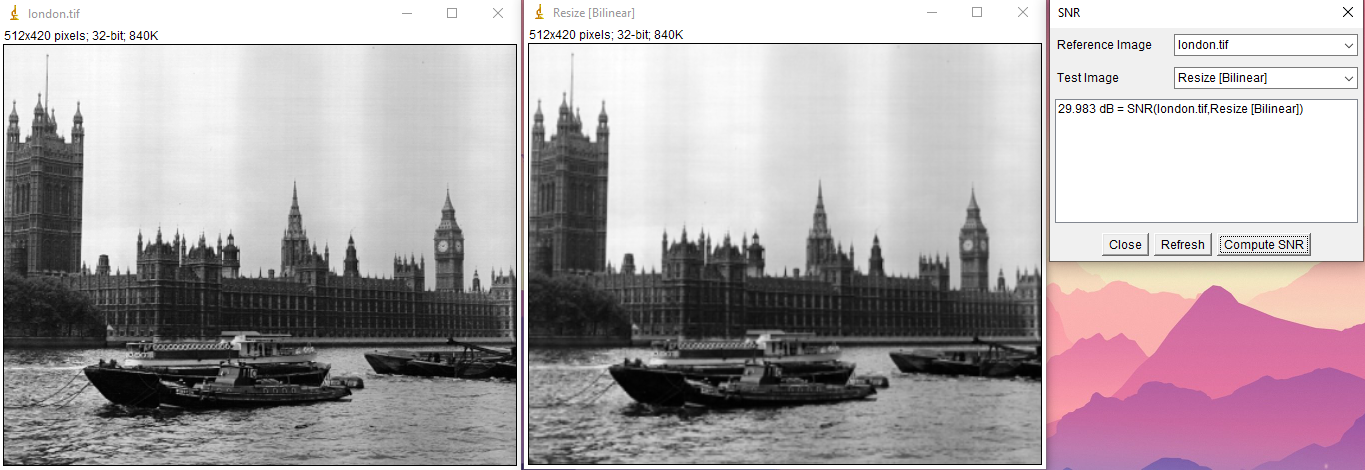 london.tif
512x420 pixels; 32-bit; 840K
Resize [Bilinear]
512x420 pixels; 32-bit; 840K
SNR
Reference Image london.tif
Test Image Resize [Bilinear]
29.983 dB = SNR(london.tif,Resize [Bilinear])
Close Refresh Compute SNR